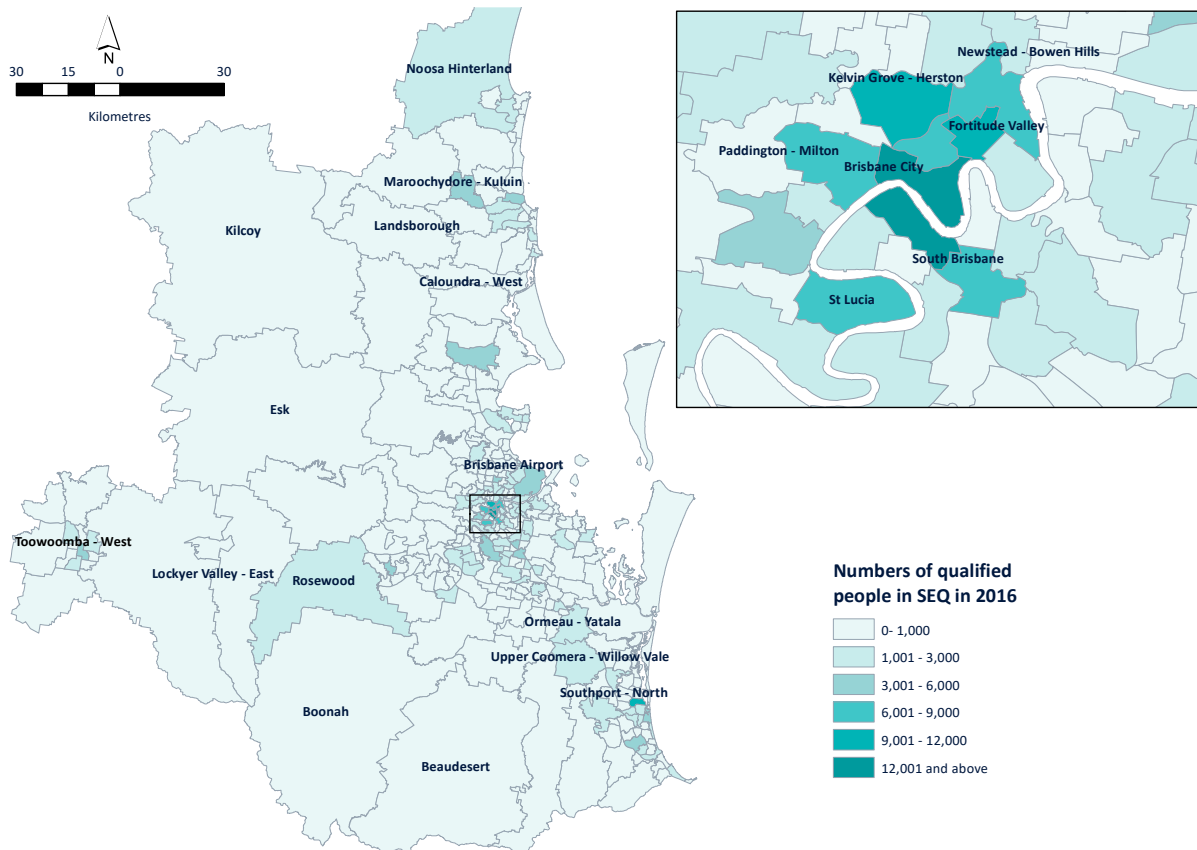 N
30 15 0 30
Kilometres
Noosa Hinterland
Maroochydore - Kuluin
Kilcoy
Landsborough
Caloundra - West
Esk
Brisbane Airport
Toowoomba - West
Lockyer Valley - East
Rosewood
Ormeau - Yatala
Upper Coomera - Willow Vale
Southport - North
Boonah
Beaudesert
Newstead - Bowen Hills
Kelvin Grove - Herston
Fortitude Valley
Paddington - Milton
Brisbane City
South Brisbane
St Lucia
Numbers of qualified
people in SEQ in 2016
0- 1,000
1,001 - 3,000
3,001 - 6,000
6,001 - 9,000
9,001 - 12,000
12,001 and above